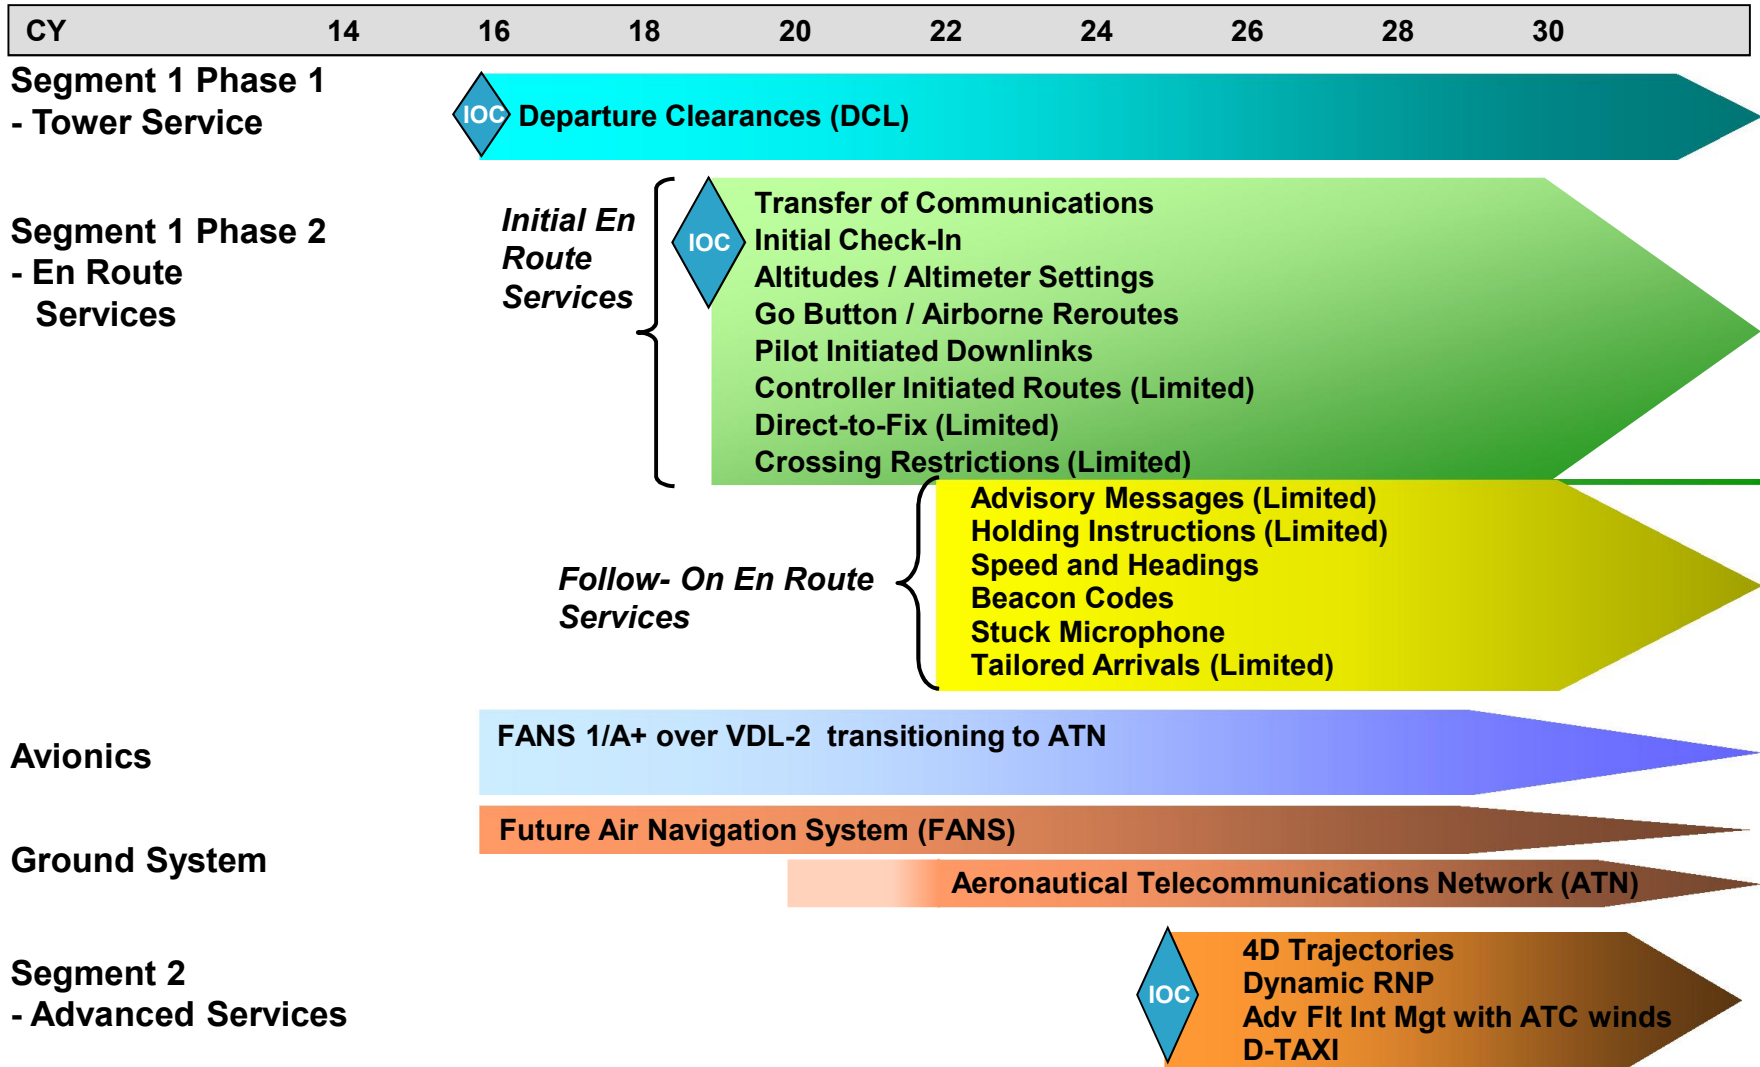 CY 14 16 18 20 22 24 26 28 30
Segment 1 Phase 1
- Tower Service
IOC
Departure Clearances (DCL)
Segment 1 Phase 2
- En Route
Services
Initial En
Route
Services
IOC
Transfer of Communications
Initial Check-In
Altitudes / Altimeter Settings
Go Button / Airborne Reroutes
Pilot Initiated Downlinks
Controller Initiated Routes (Limited)
Direct-to-Fix (Limited)
Crossing Restrictions (Limited)
Follow- On En Route
Services
Advisory Messages (Limited)
Holding Instructions (Limited)
Speed and Headings
Beacon Codes
Stuck Microphone
Tailored Arrivals (Limited)
Avionics
FANS 1/A+ over VDL-2 transitioning to ATN
Ground System
Future Air Navigation System (FANS)
Aeronautical Telecommunications Network (ATN)
Segment 2
- Advanced Services
IOC
4D Trajectories
Dynamic RNP
Adv Flt Int Mgt with ATC winds
D-TAXI